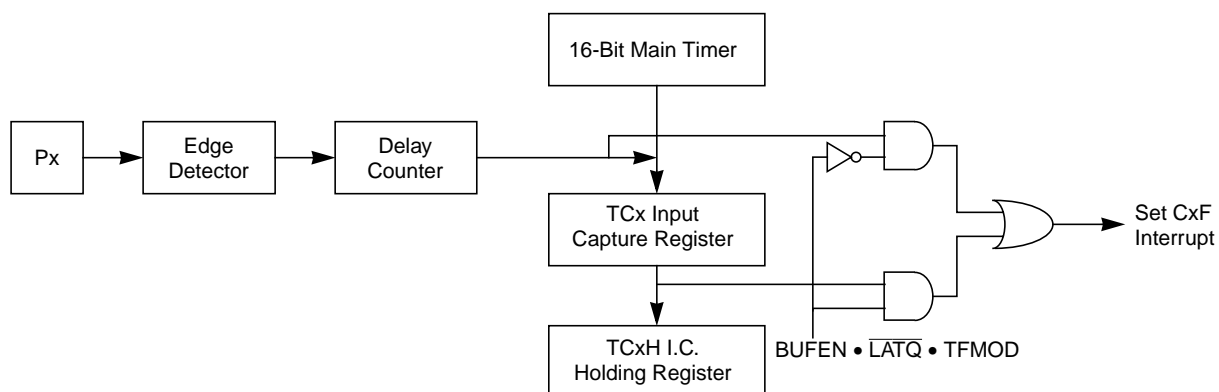 16-Bit Main Timer
Px
Edge
Detector
Delay
Counter
TCx Input
Capture Register
Set CxF
Interrupt
TCxH I.C.
Holding Register
BUFEN • L̅A̅T̅Q̅ • TFMOD